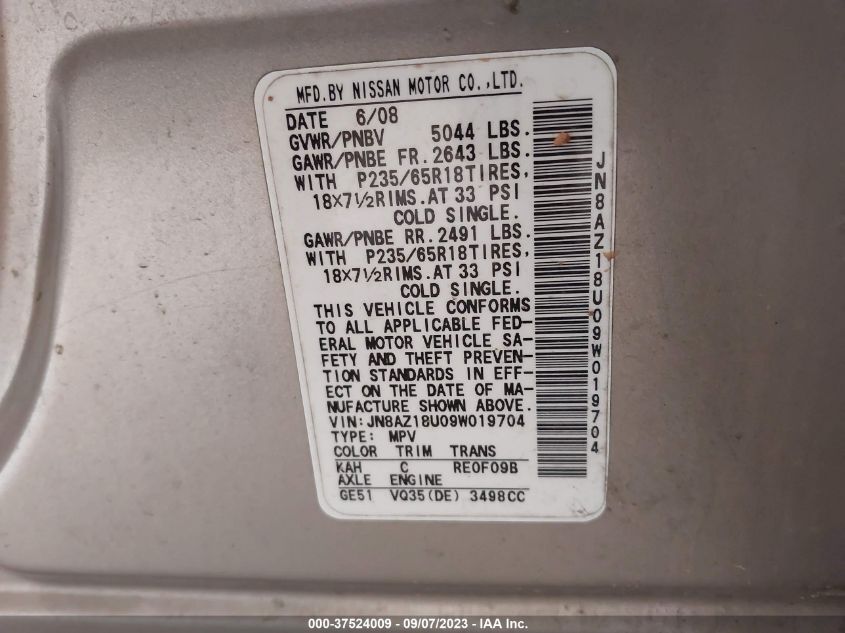 MFD.BY NISSAN MOTOR CO.,LTD.
DATE 6/08
GVWR/PNBV 5044 LBS.
GAWR/PNBE FR. 2643 LBS.
WITH P235/65R18TIRES,
18X7½RIMS.AT 33 PSI
COLD SINGLE.
GAWR/PNBE RR. 2491 LBS.
WITH P235/65R18TIRES,
18X7½RIMS.AT 33 PSI
COLD SINGLE.
THIS VEHICLE CONFORMS
TO ALL APPLICABLE FED-
ERAL MOTOR VEHICLE SA-
FETY AND THEFT PREVEN-
TION STANDARDS IN EFF-
ECT ON THE DATE OF MA-
NUFACTURE SHOWN ABOVE.
VIN: JN8AZ18U09W019704
TYPE: MPV
COLOR TRIM TRANS
KAH C RE0F09B
AXLE ENGINE
GE51 VQ35(DE) 3498CC
JN8AZ18U09W019704
000-37524009 - 09/07/2023 - IAA Inc.